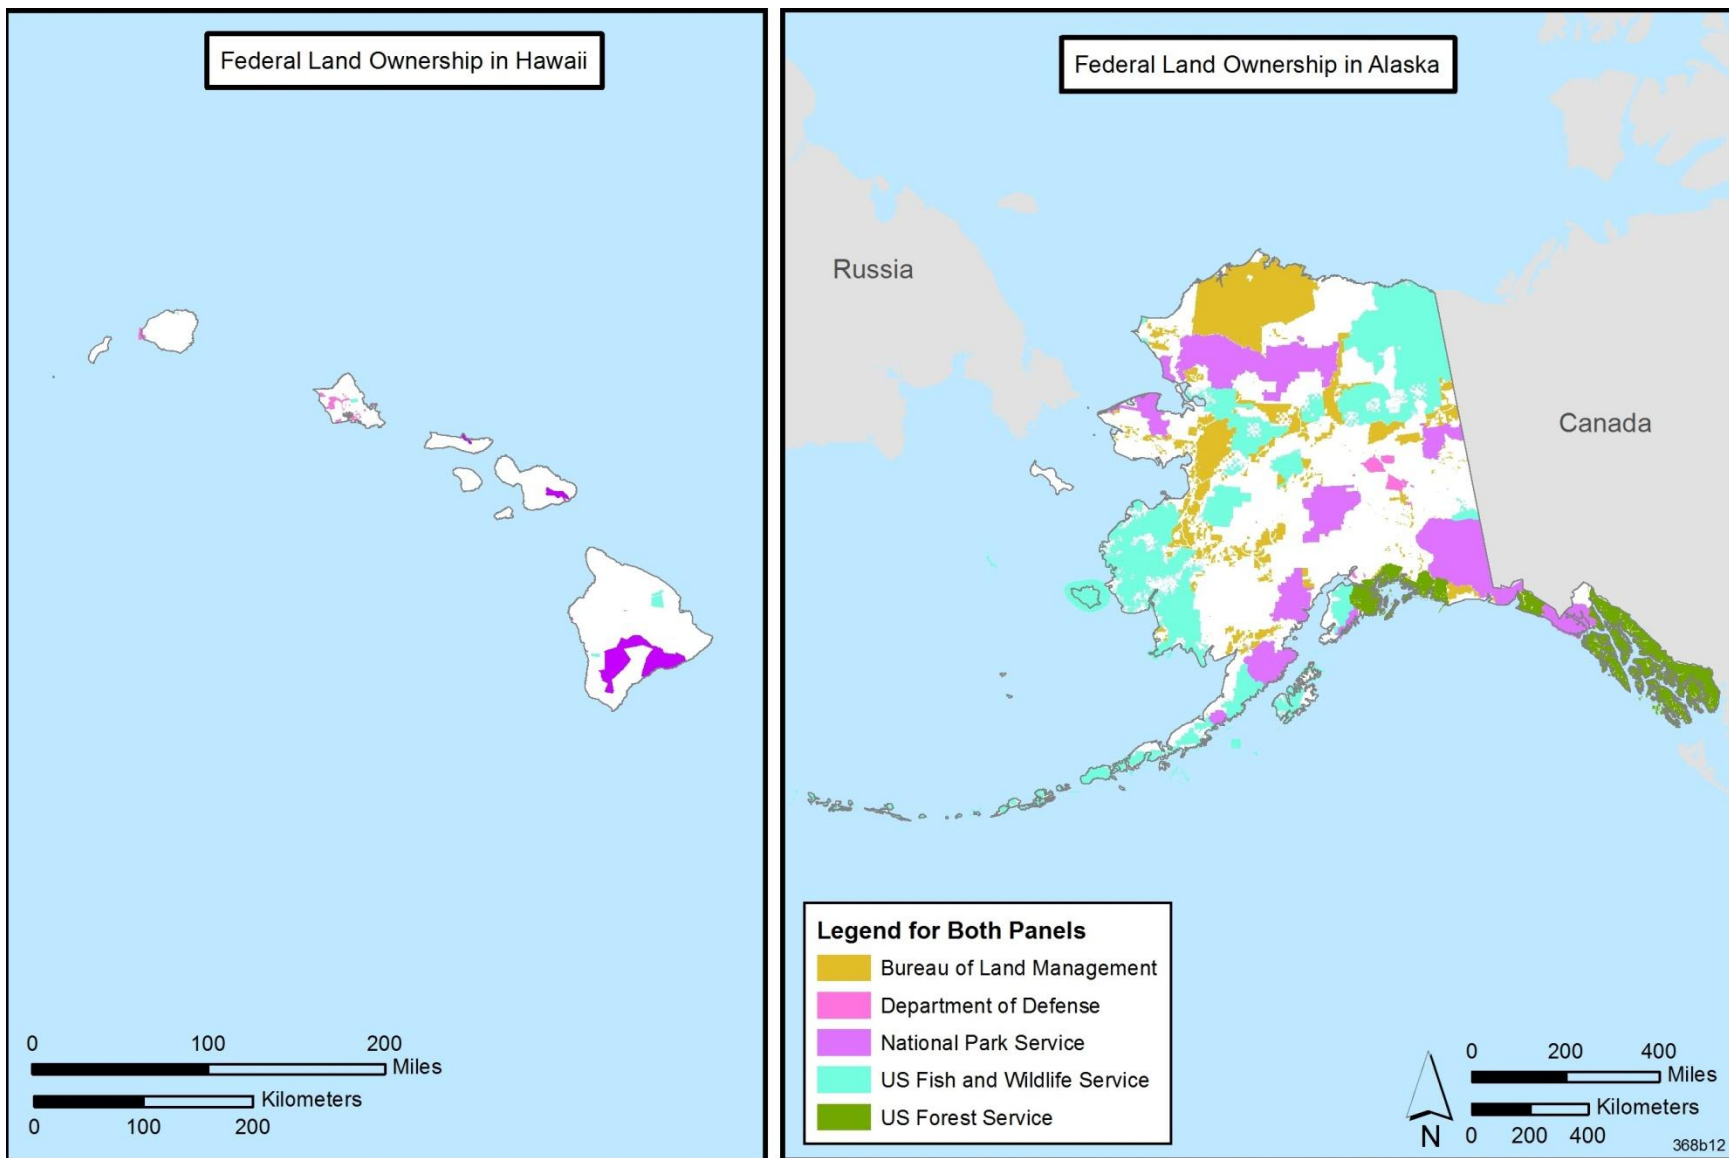 Federal Land Ownership in Hawaii
0 100 200
Miles
Kilometers
0 100 200
Federal Land Ownership in Alaska
Russia
Canada
Legend for Both Panels
Bureau of Land Management
Department of Defense
National Park Service
US Fish and Wildlife Service
US Forest Service
N
0 200 400
Miles
Kilometers
0 200 400
368b12